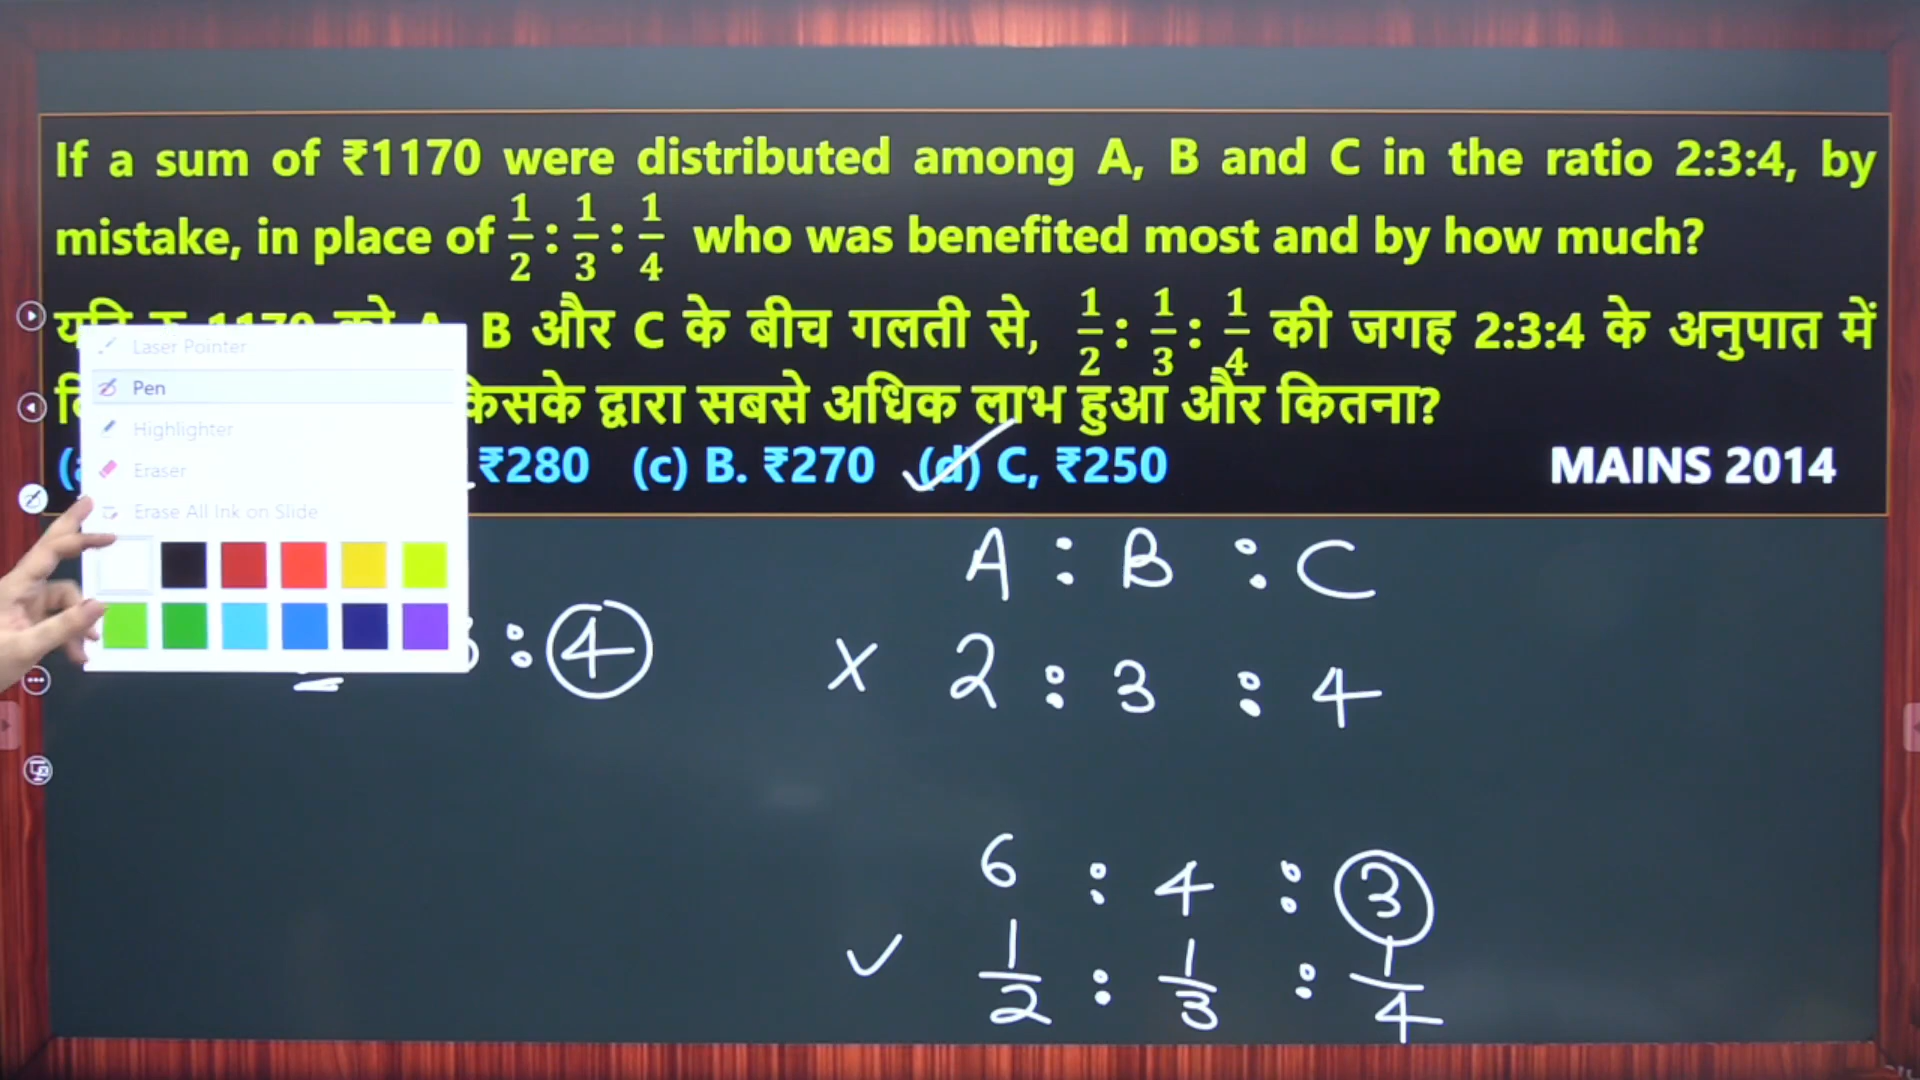 If a sum of ₹1170 were distributed among A, B and C in the ratio 2:3:4, by
mistake, in place of 1/2 : 1/3 : 1/4 who was benefited most and by how much?
B और C के बीच गलती से, 1/2 : 1/3 : 1/4 की जगह 2:3:4 के अनुपात में
किसके द्वारा सबसे अधिक लाभ हुआ और कितना?
₹280 (c) B. ₹270 (d) C, ₹250 MAINS 2014
Laser Pointer
Pen
Highlighter
Eraser
Erase All Ink on Slide
: 4
A : B : C
x 2 : 3 : 4
6 : 4 : 3
✓ 1/2 : 1/3 : 1/4